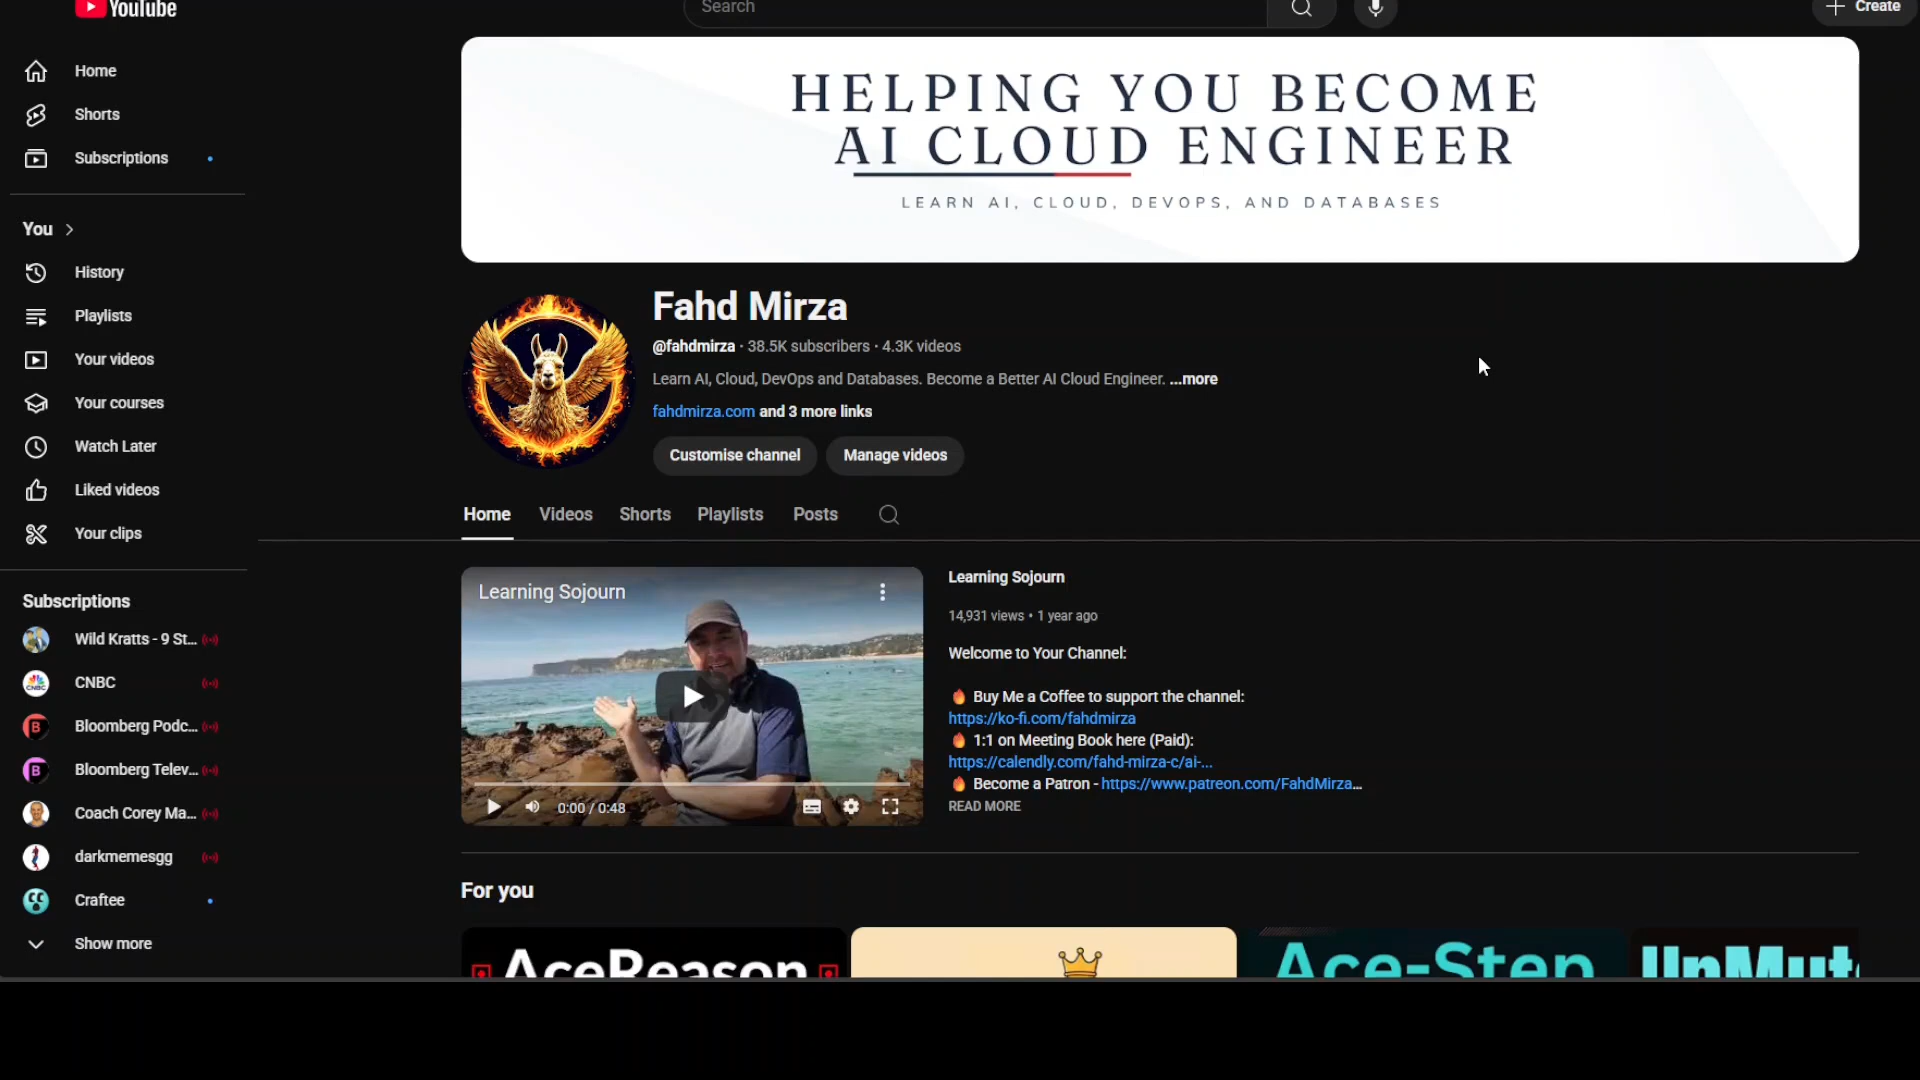 YouTube
Search
Create
Home
Shorts
Subscriptions
You
History
Playlists
Your videos
Your courses
Watch Later
Liked videos
Your clips
Subscriptions
Wild Kratts - 9 St...
CNBC
Bloomberg Podc...
Bloomberg Telev...
Coach Corey Ma...
darkmemesgg
Craftee
Show more
HELPING YOU BECOME
AI CLOUD ENGINEER
LEARN AI, CLOUD, DEVOPS, AND DATABASES
Fahd Mirza
@fahdmirza · 38.5K subscribers · 4.3K videos
Learn AI, Cloud, DevOps and Databases. Become a Better AI Cloud Engineer. ...more
fahdmirza.com and 3 more links
Customise channel Manage videos
Home Videos Shorts Playlists Posts
Learning Sojourn
0:00 / 0:48
Learning Sojourn
14,931 views • 1 year ago
Welcome to Your Channel:
🔥 Buy Me a Coffee to support the channel:
https://ko-fi.com/fahdmirza
🔥 1:1 on Meeting Book here (Paid):
https://calendly.com/fahd-mirza-c/ai-...
🔥 Become a Patron - https://www.patreon.com/FahdMirza...
READ MORE
For you
AceReason
Ace-Step
UnMute